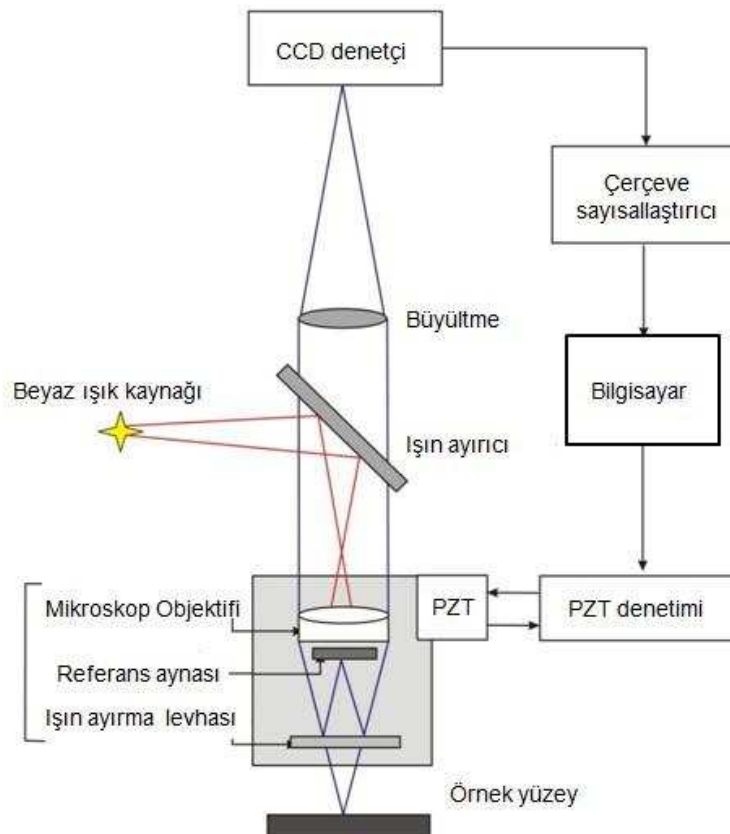 CCD denetçi
Çerçeve
sayısallaştırıcı
Büyültme
Beyaz ışık kaynağı
Bilgisayar
Işın ayırıcı
Mikroskop Objektifi
PZT
PZT denetimi
Referans aynası
Işın ayırma levhası
Örnek yüzey